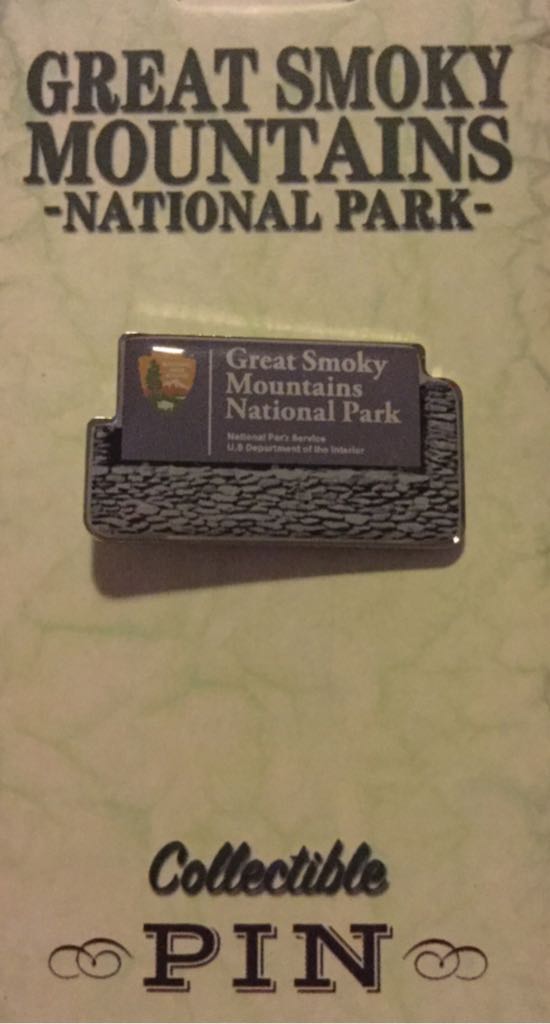 GREAT SMOKY
MOUNTAINS
-NATIONAL PARK-
Great Smoky
Mountains
National Park
National Park Service
U.S Department of the Interior
Collectible
PIN